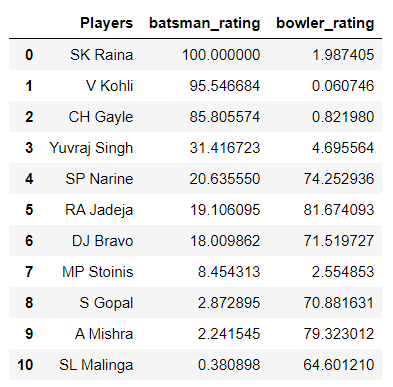 Players batsman_rating bowler_rating
0 SK Raina 100.000000 1.987405
1 V Kohli 95.546684 0.060746
2 CH Gayle 85.805574 0.821980
3 Yuvraj Singh 31.416723 4.695564
4 SP Narine 20.635550 74.252936
5 RA Jadeja 19.106095 81.674093
6 DJ Bravo 18.009862 71.519727
7 MP Stoinis 8.454313 2.554853
8 S Gopal 2.872895 70.881631
9 A Mishra 2.241545 79.323012
10 SL Malinga 0.380898 64.601210